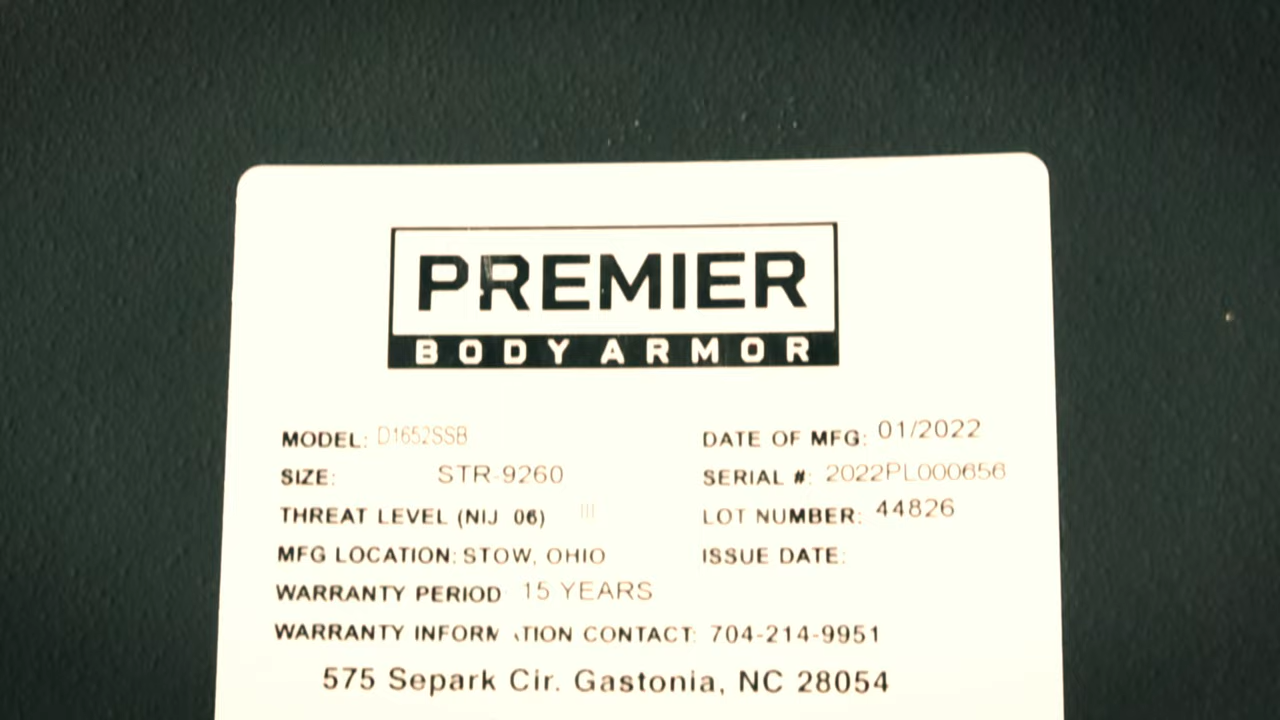 PREMIER
BODY ARMOR
MODEL: D1652SSB DATE OF MFG: 01/2022
SIZE: STR-9260 SERIAL #: 2022PL000656
THREAT LEVEL (NIJ 06) III LOT NUMBER: 44826
MFG LOCATION: STOW, OHIO ISSUE DATE:
WARRANTY PERIOD 15 YEARS
WARRANTY INFORMATION CONTACT: 704-214-9951
575 Separk Cir. Gastonia, NC 28054